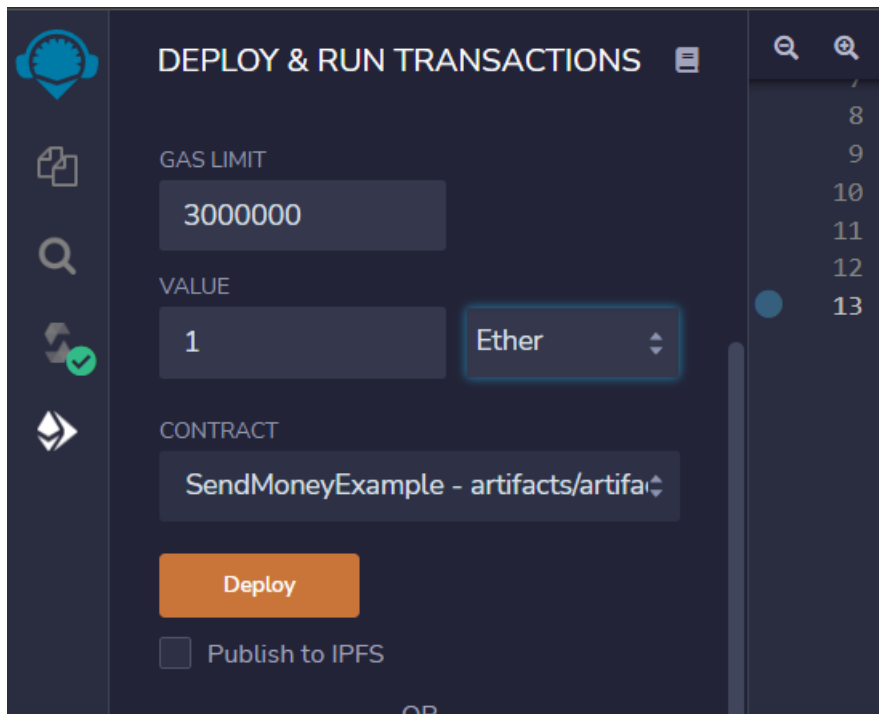 DEPLOY & RUN TRANSACTIONS
GAS LIMIT
3000000
VALUE
1
Ether
CONTRACT
SendMoneyExample - artifacts/artifa
Deploy
Publish to IPFS
OR
8
9
10
11
12
13